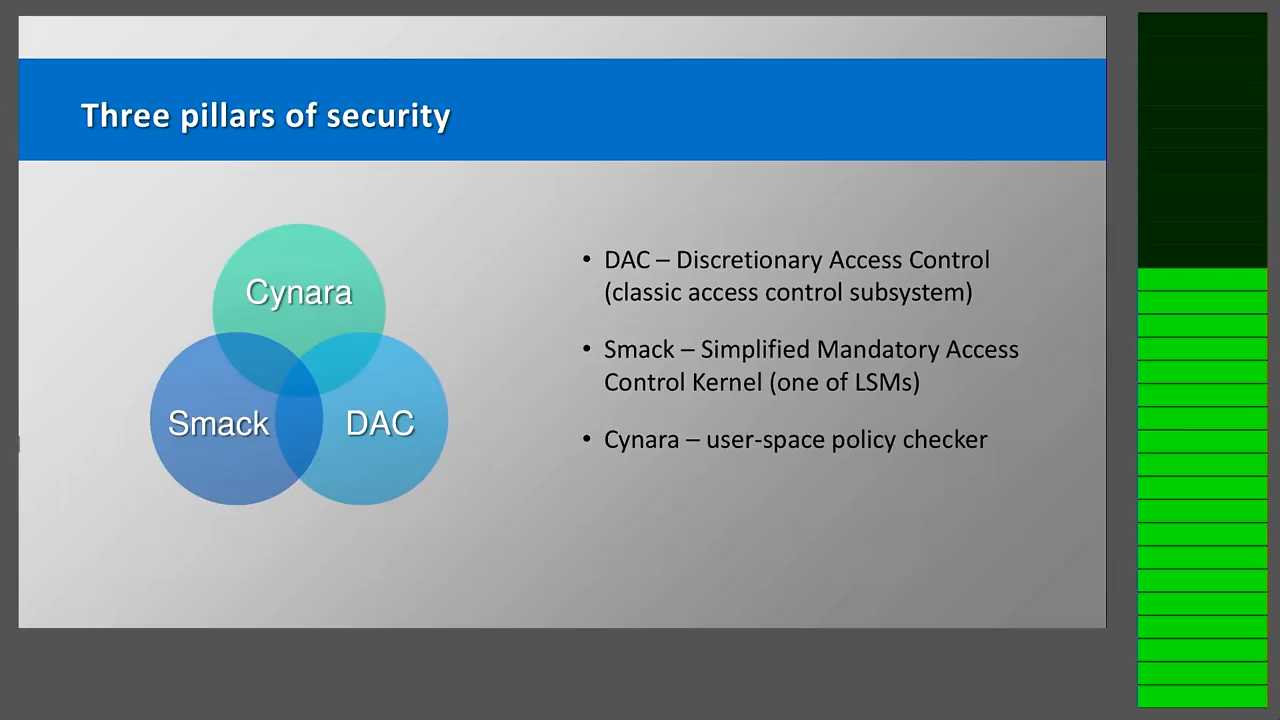 Three pillars of security
Cynara
Smack
DAC
• DAC – Discretionary Access Control
(classic access control subsystem)
• Smack – Simplified Mandatory Access
Control Kernel (one of LSMs)
• Cynara – user-space policy checker